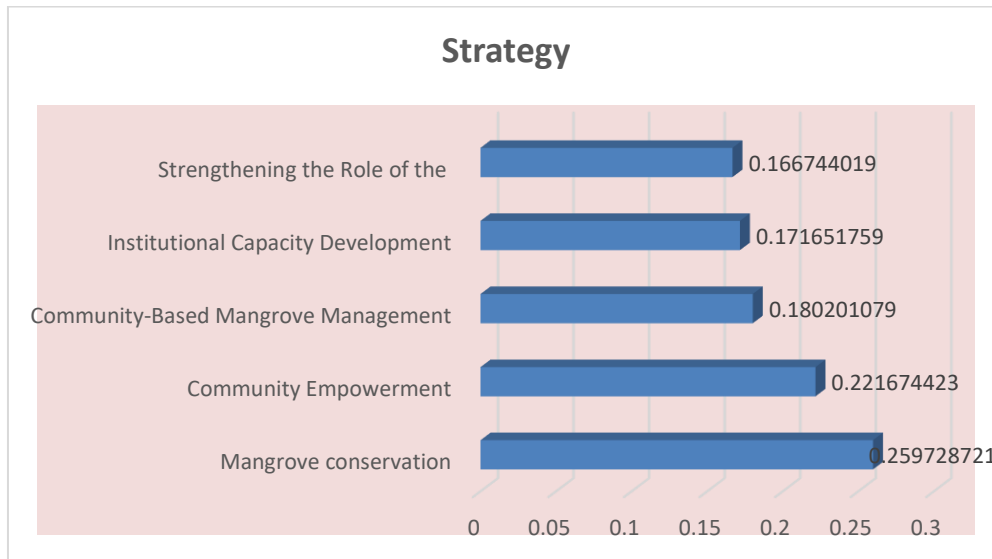 Strategy
Strengthening the Role of the
0.166744019
Institutional Capacity Development
0.171651759
Community-Based Mangrove Management
0.180201079
Community Empowerment
0.221674423
Mangrove conservation
0.259728721
0 0.05 0.1 0.15 0.2 0.25 0.3